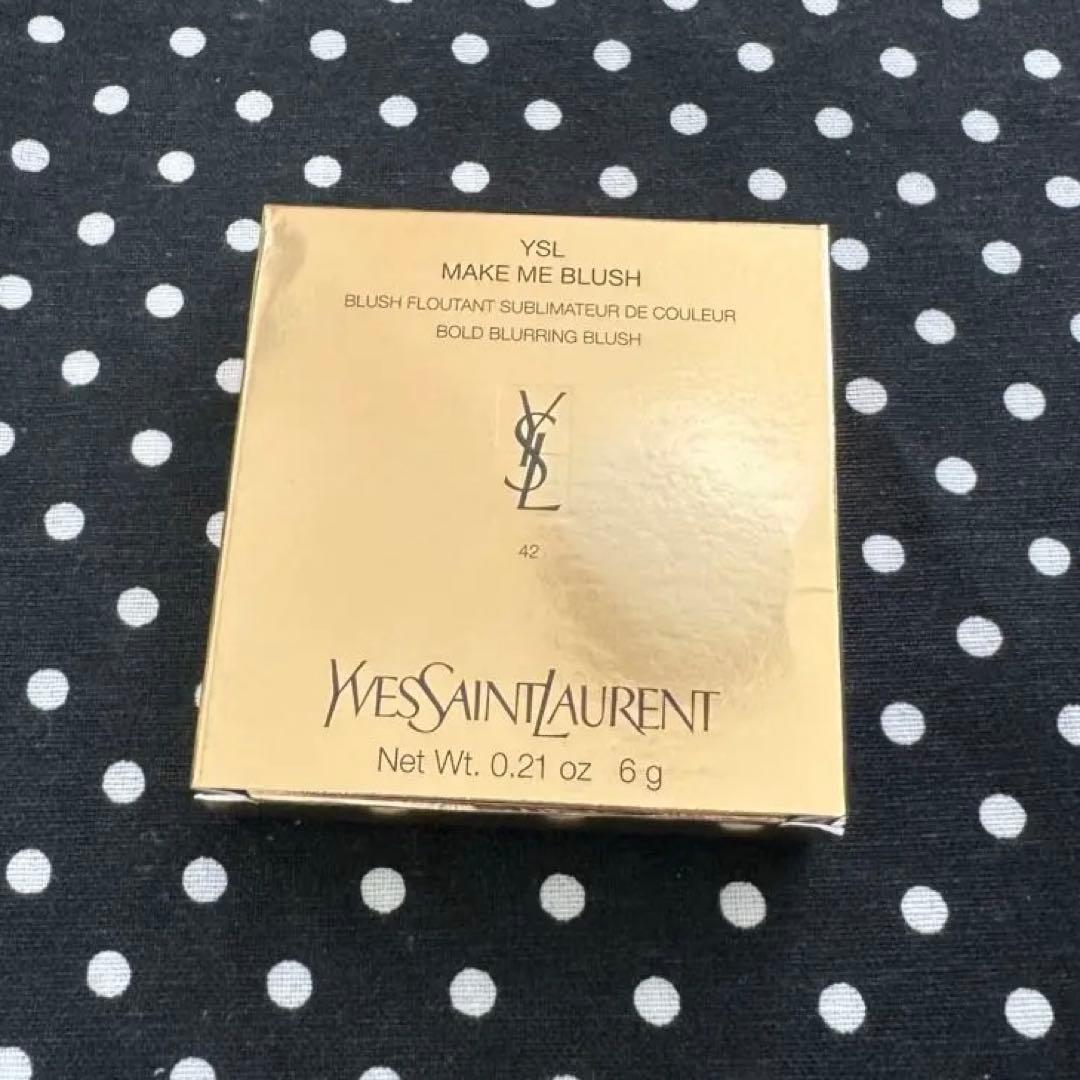 YSL
MAKE ME BLUSH
BLUSH FLOUTANT SUBLIMATEUR DE COULEUR
BOLD BLURRING BLUSH
YSL
42
YVESSAINTLAURENT
Net Wt. 0.21 oz 6 g